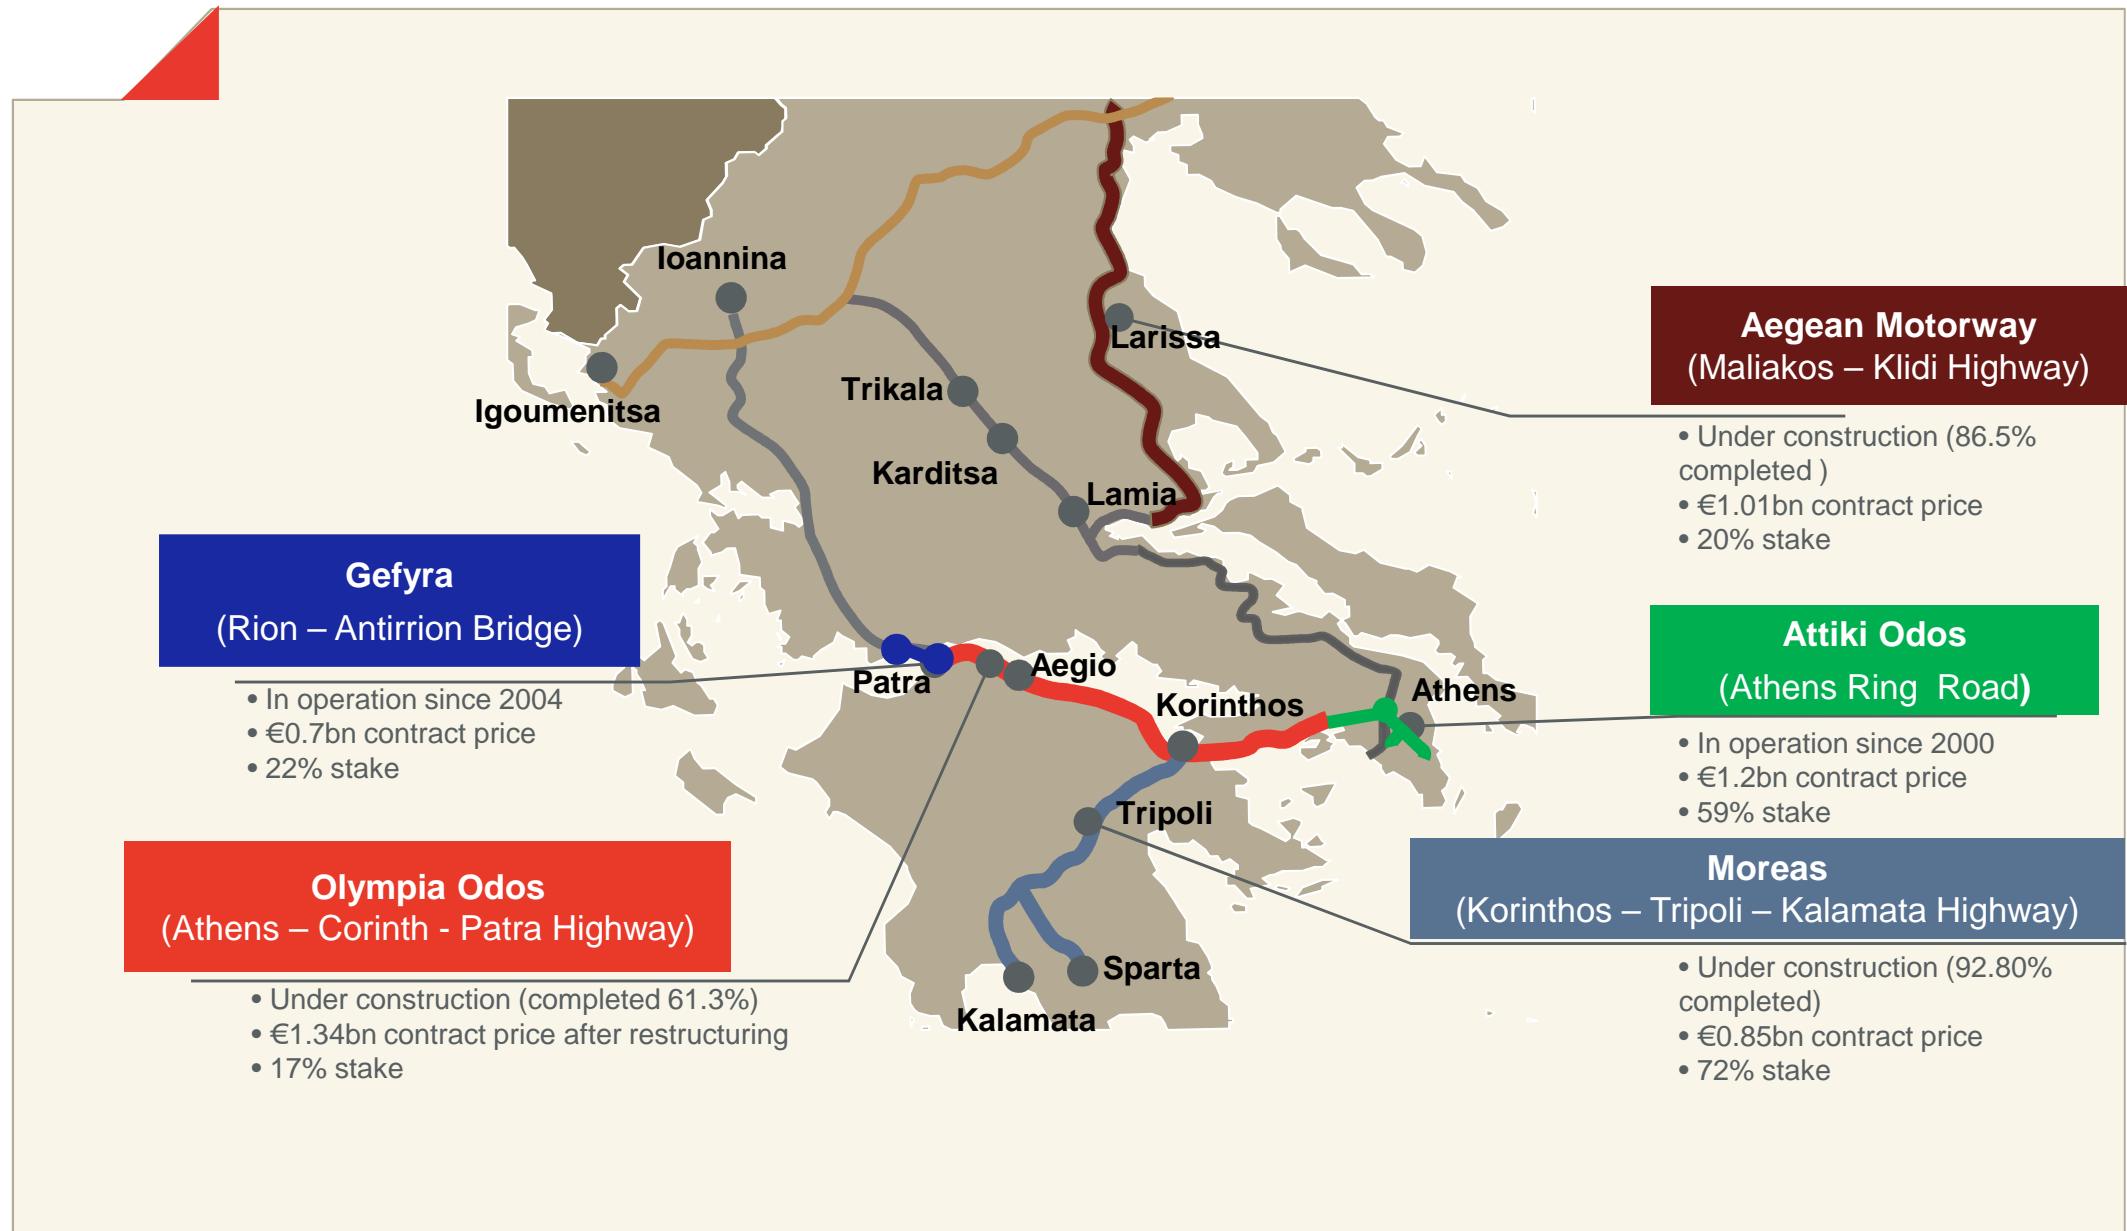 Ioannina
Igoumenitsa
Trikala
Karditsa
Larissa
Lamia
Patra
Aegio
Korinthos
Athens
Tripoli
Sparta
Kalamata
Aegean Motorway
(Maliakos – Klidi Highway)
• Under construction (86.5%
completed )
• €1.01bn contract price
• 20% stake
Gefyra
(Rion – Antirrion Bridge)
• In operation since 2004
• €0.7bn contract price
• 22% stake
Attiki Odos
(Athens Ring  Road)
• In operation since 2000
• €1.2bn contract price
• 59% stake
Olympia Odos
(Athens – Corinth - Patra Highway)
• Under construction (completed 61.3%)
• €1.34bn contract price after restructuring
• 17% stake
Moreas
(Korinthos – Tripoli – Kalamata Highway)
• Under construction (92.80%
completed)
• €0.85bn contract price
• 72% stake